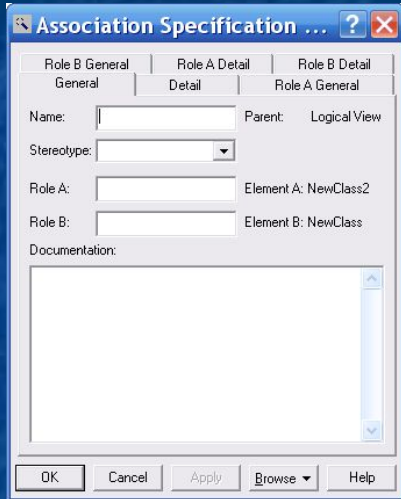 Association Specification ...
Role B General Role A Detail Role B Detail
General Detail Role A General
Name: Parent: Logical View
Stereotype:
Role A: Element A: NewClass2
Role B: Element B: NewClass
Documentation:
OK Cancel Apply Browse Help